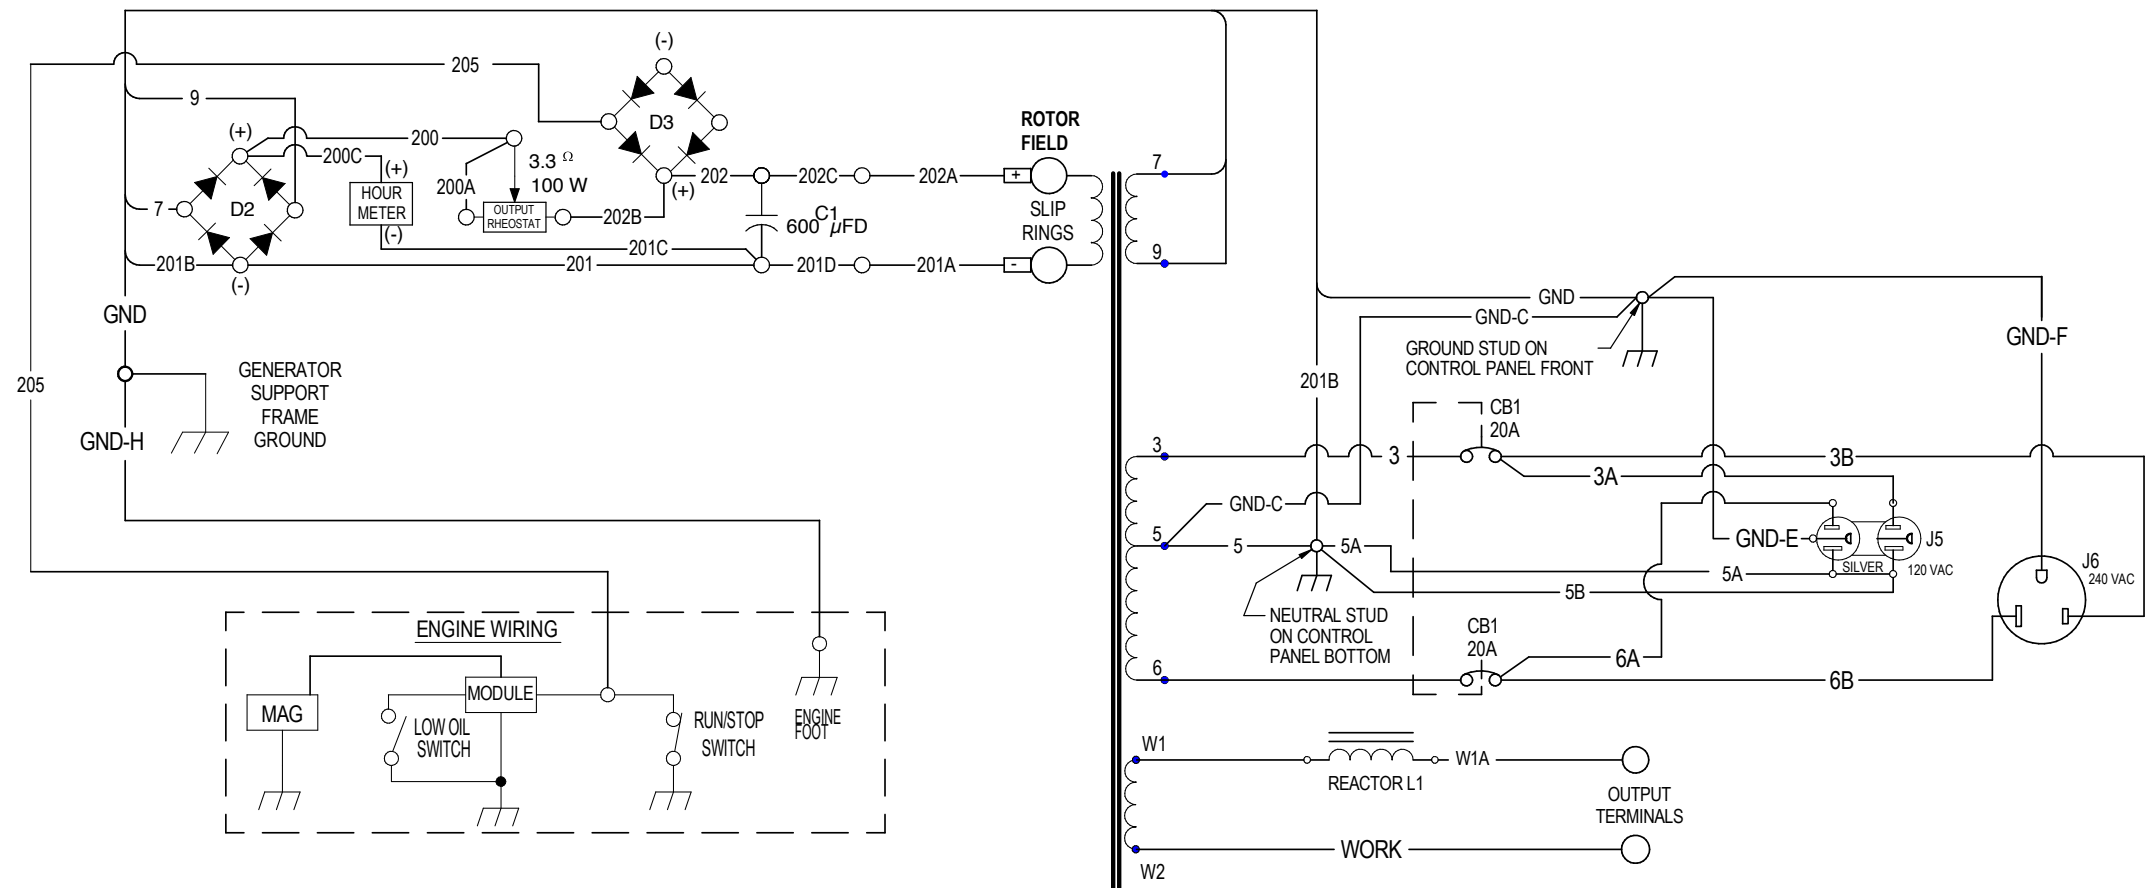 (-)
205
9
D3
(+)
200
200C
(+)
3.3 Ω
100 W
200A
HOUR
METER
OUTPUT
RHEOSTAT
(+)
202
202C
202A
ROTOR
FIELD
+
7
7
D2
202B
C1
600 µFD
SLIP
RINGS
(-)
201C
9
201B
201
201D
201A
-
(-)
GND
GND
GND-C
GND-F
GROUND STUD ON
CONTROL PANEL FRONT
GENERATOR
SUPPORT
FRAME
GROUND
205
201B
GND-H
CB1
20A
3
3
3B
3A
GND-C
5
5
5A
GND-E
J5
SILVER
120 VAC
5A
J6
240 VAC
5B
NEUTRAL STUD
ON CONTROL
PANEL BOTTOM
CB1
20A
6A
6
6B
ENGINE WIRING
MODULE
MAG
LOW OIL
SWITCH
RUN/STOP
SWITCH
ENGINE
FOOT
W1
W1A
REACTOR L1
OUTPUT
TERMINALS
WORK
W2